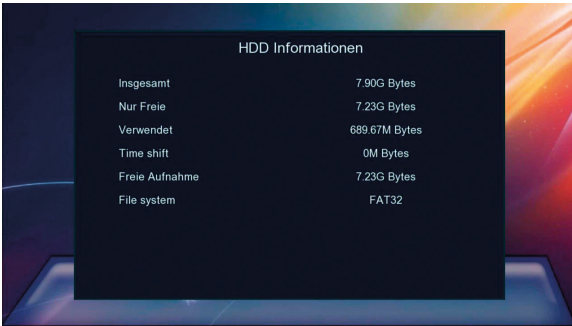 HDD Informationen
Insgesamt 7.90G Bytes
Nur Freie 7.23G Bytes
Verwendet 689.67M Bytes
Time shift 0M Bytes
Freie Aufnahme 7.23G Bytes
File system FAT32